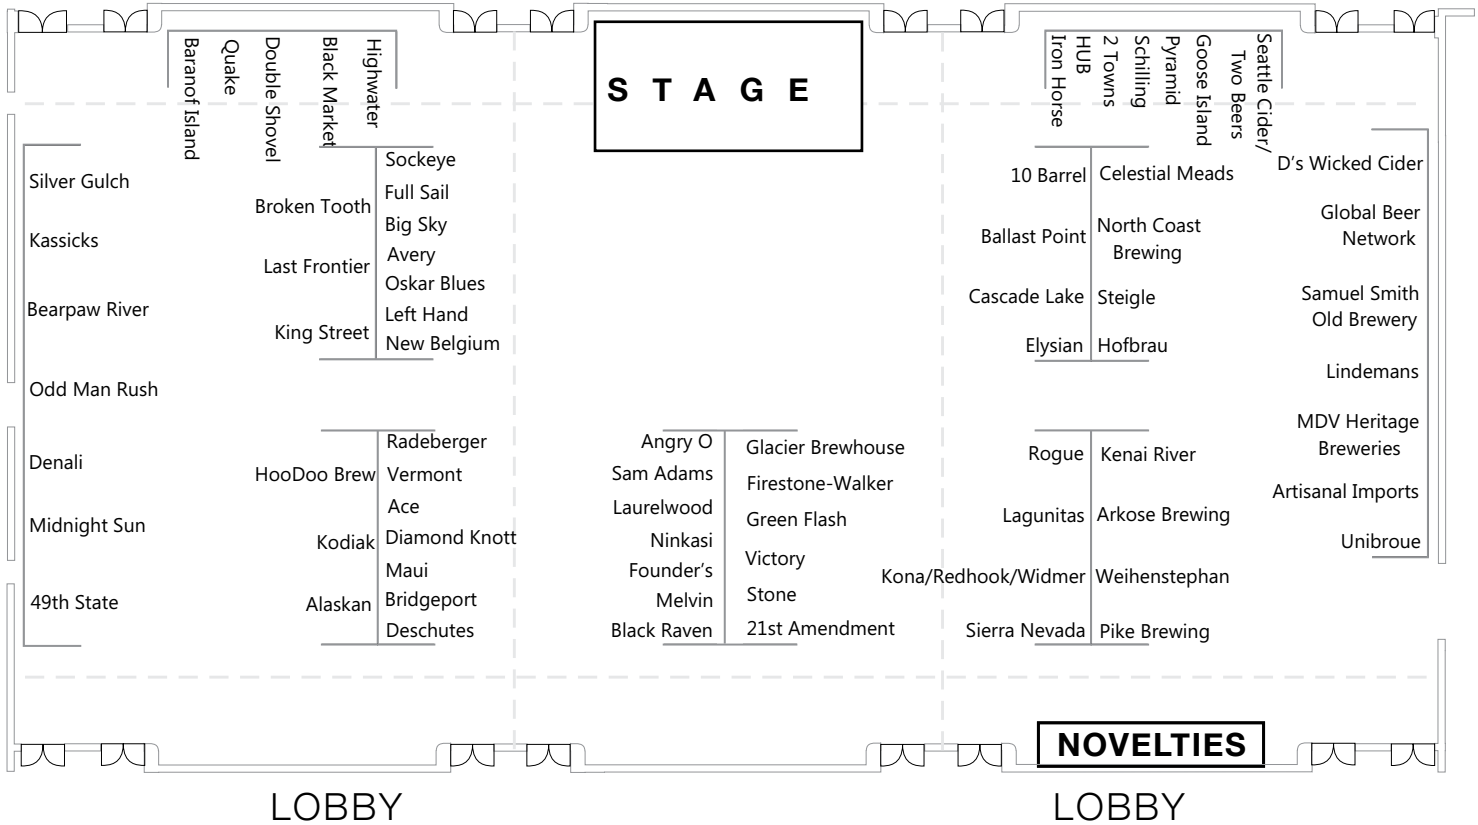 STAGE
Baranof Island
Quake
Double Shovel
Black Market
Highwater
Iron Horse
HUB
2 Towns
Schilling
Pyramid
Goose Island
Two Beers
Seattle Cider/
Silver Gulch
Kassicks
Bearpaw River
Odd Man Rush
Denali
Midnight Sun
49th State
Broken Tooth
Last Frontier
King Street
Sockeye
Full Sail
Big Sky
Avery
Oskar Blues
Left Hand
New Belgium
HooDoo Brew
Kodiak
Alaskan
Radeberger
Vermont
Ace
Diamond Knott
Maui
Bridgeport
Deschutes
Angry O
Sam Adams
Laurelwood
Ninkasi
Founder's
Melvin
Black Raven
Glacier Brewhouse
Firestone-Walker
Green Flash
Victory
Stone
21st Amendment
10 Barrel
Ballast Point
Cascade Lake
Elysian
Celestial Meads
North Coast
Brewing
Steigle
Hofbrau
Rogue
Lagunitas
Kona/Redhook/Widmer
Sierra Nevada
Kenai River
Arkose Brewing
Weihenstephan
Pike Brewing
D's Wicked Cider
Global Beer
Network
Samuel Smith
Old Brewery
Lindemans
MDV Heritage
Breweries
Artisanal Imports
Unibroue
NOVELTIES
LOBBY
LOBBY